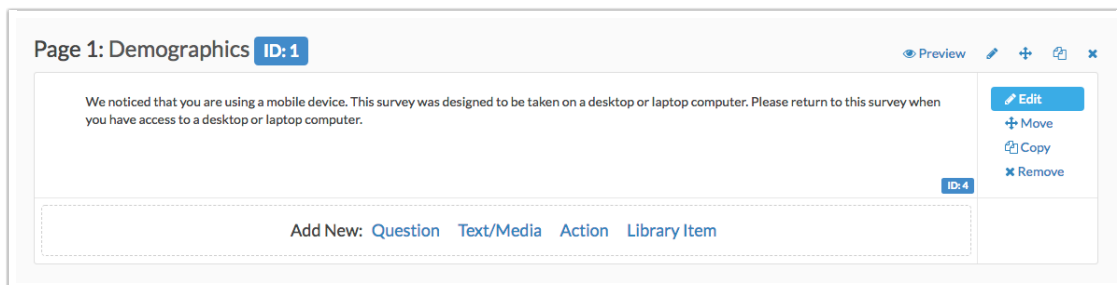 Page 1: Demographics ID: 1
Preview
We noticed that you are using a mobile device. This survey was designed to be taken on a desktop or laptop computer. Please return to this survey when
you have access to a desktop or laptop computer.
Edit
Move
Copy
Remove
ID: 4
Add New: Question Text/Media Action Library Item